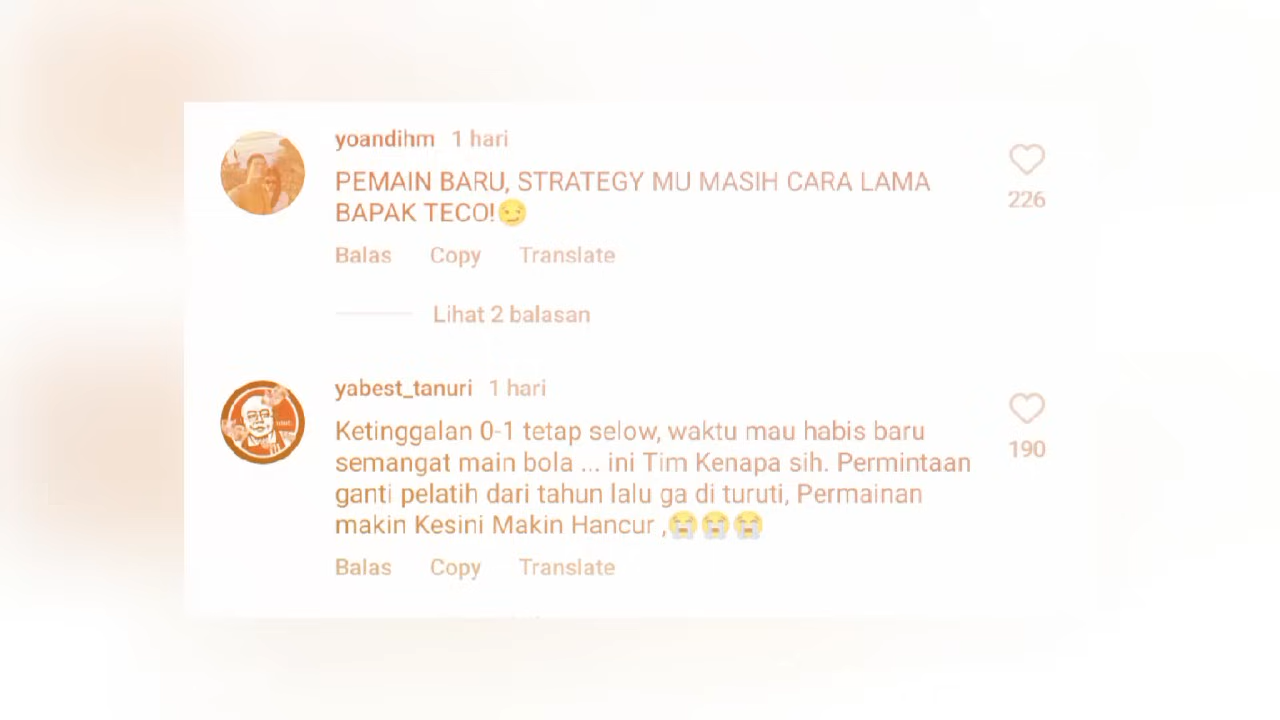 yoandihm 1 hari
PEMAIN BARU, STRATEGY MU MASIH CARA LAMA
BAPAK TECO!😏
226
Balas Copy Translate
Lihat 2 balasan
yabest_tanuri 1 hari
Ketinggalan 0-1 tetap selow, waktu mau habis baru
semangat main bola ... ini Tim Kenapa sih. Permintaan
ganti pelatih dari tahun lalu ga di turuti, Permainan
makin Kesini Makin Hancur ,😭😭😭
190
Balas Copy Translate